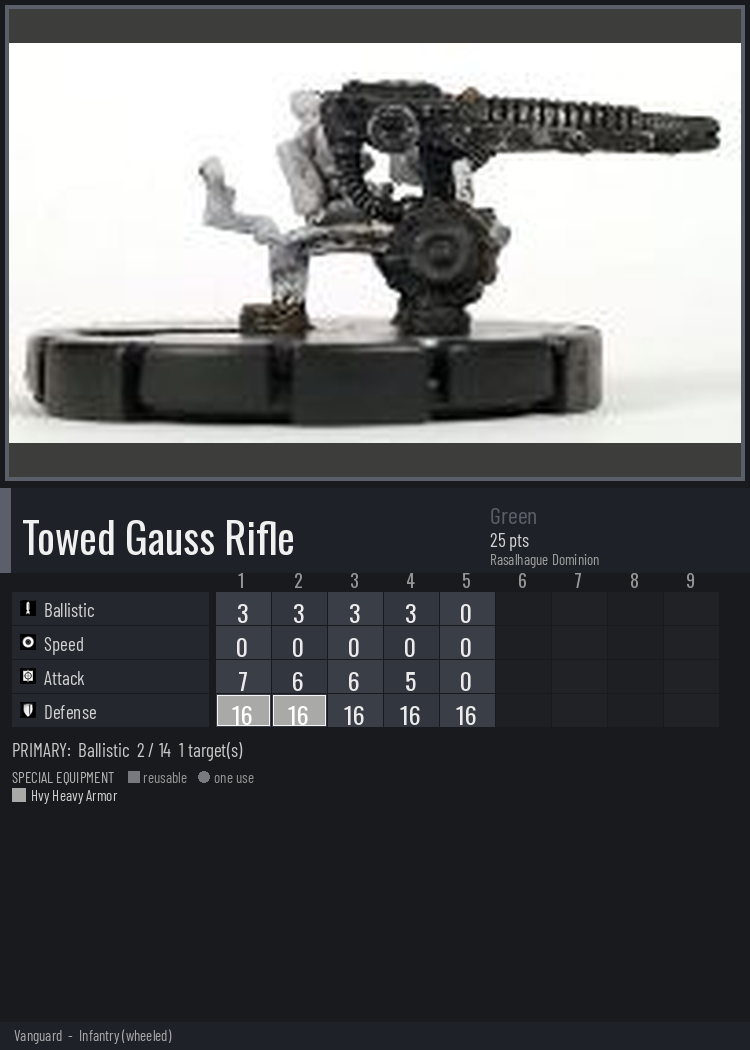 Towed Gauss Rifle
Green
25 pts
Rasalhague Dominion
1 2 3 4 5 6 7 8 9
Ballistic 3 3 3 3 0
Speed 0 0 0 0 0
Attack 7 6 6 5 0
Defense 16 16 16 16 16
PRIMARY: Ballistic 2 / 14 1 target(s)
SPECIAL EQUIPMENT reusable one use
Hvy Heavy Armor
Vanguard - Infantry (wheeled)